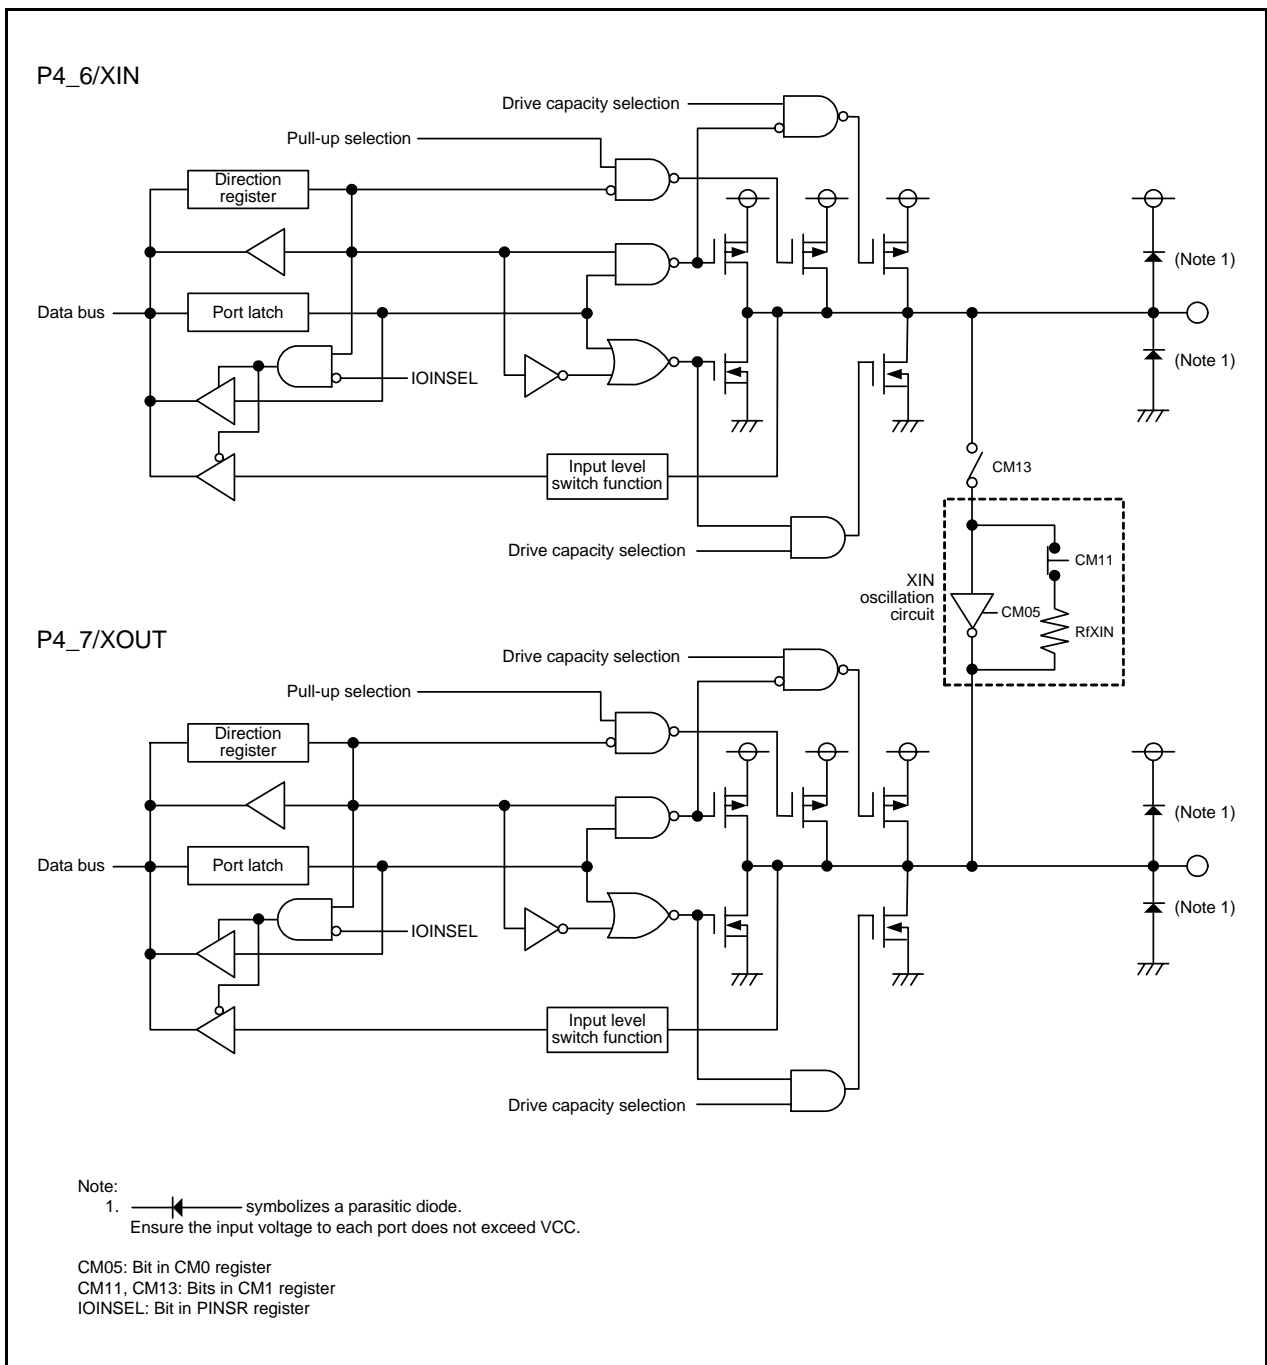 P4_6/XIN
Drive capacity selection
Pull-up selection
Direction
register
(Note 1)
Data bus
Port latch
(Note 1)
IOINSEL
Input level
switch function
CM13
Drive capacity selection
XIN
oscillation
circuit
CM11
CM05
RfXIN
P4_7/XOUT
Drive capacity selection
Pull-up selection
Direction
register
(Note 1)
Data bus
Port latch
(Note 1)
IOINSEL
Input level
switch function
Drive capacity selection
Note:
1. symbolizes a parasitic diode.
Ensure the input voltage to each port does not exceed VCC.
CM05: Bit in CM0 register
CM11, CM13: Bits in CM1 register
IOINSEL: Bit in PINSR register